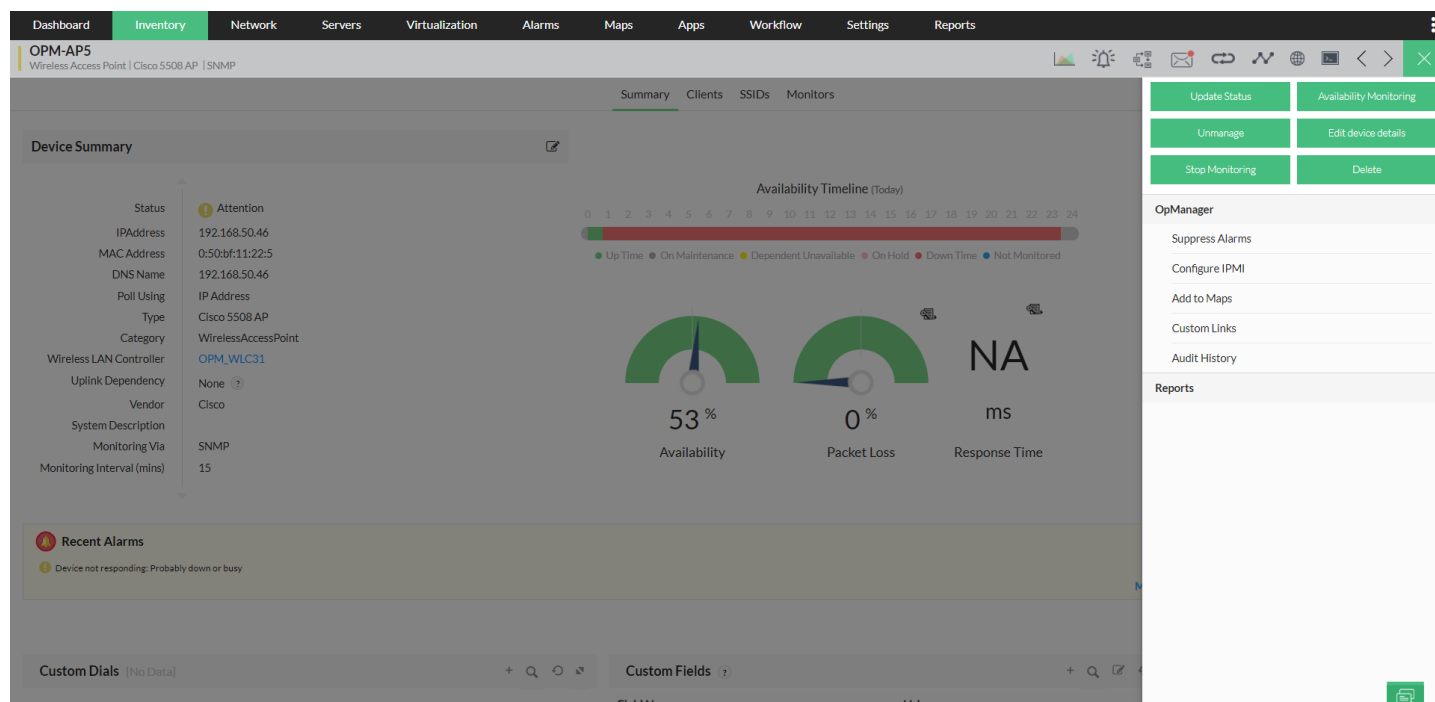 Dashboard Inventory Network Servers Virtualization Alarms Maps Apps Workflow Settings Reports
OPM-AP5
Wireless Access Point | Cisco 5508 AP | SNMP
Summary Clients SSIDs Monitors
Update Status Availability Monitoring
Unmanage Edit device details
Stop Monitoring Delete
OpManager
Suppress Alarms
Configure IPMI
Add to Maps
Custom Links
Audit History
Reports
Device Summary
Status Attention
IPAddress 192.168.50.46
MAC Address 0:50:bf:11:22:5
DNS Name 192.168.50.46
Poll Using IP Address
Type Cisco 5508 AP
Category WirelessAccessPoint
Wireless LAN Controller OPM_WLC31
Uplink Dependency None ?
Vendor Cisco
System Description
Monitoring Via SNMP
Monitoring Interval (mins) 15
Availability Timeline (Today)
0 1 2 3 4 5 6 7 8 9 10 11 12 13 14 15 16 17 18 19 20 21 22 23 24
Up Time On Maintenance Dependent Unavailable On Hold Down Time Not Monitored
53 % 0 % NA
ms
Availability Packet Loss Response Time
Recent Alarms
Device not responding: Probably down or busy
Custom Dials [No Data]
Custom Fields ?